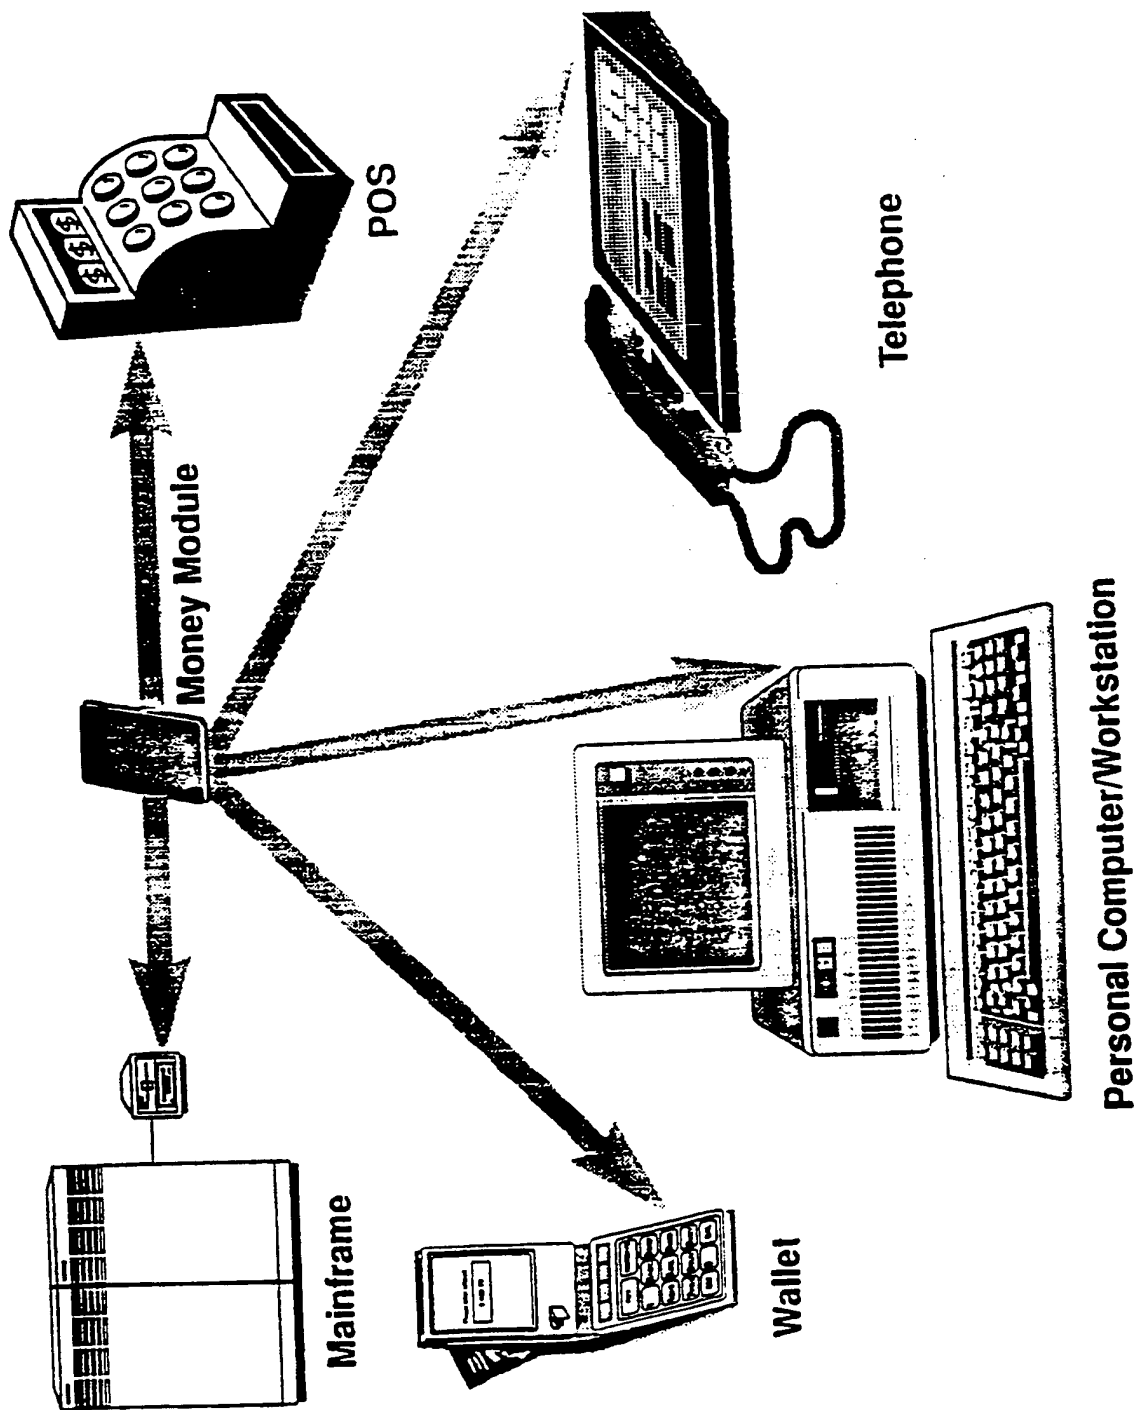 Mainframe
Money Module
POS
$ $ $
Wallet
Personal Computer/Workstation
Telephone